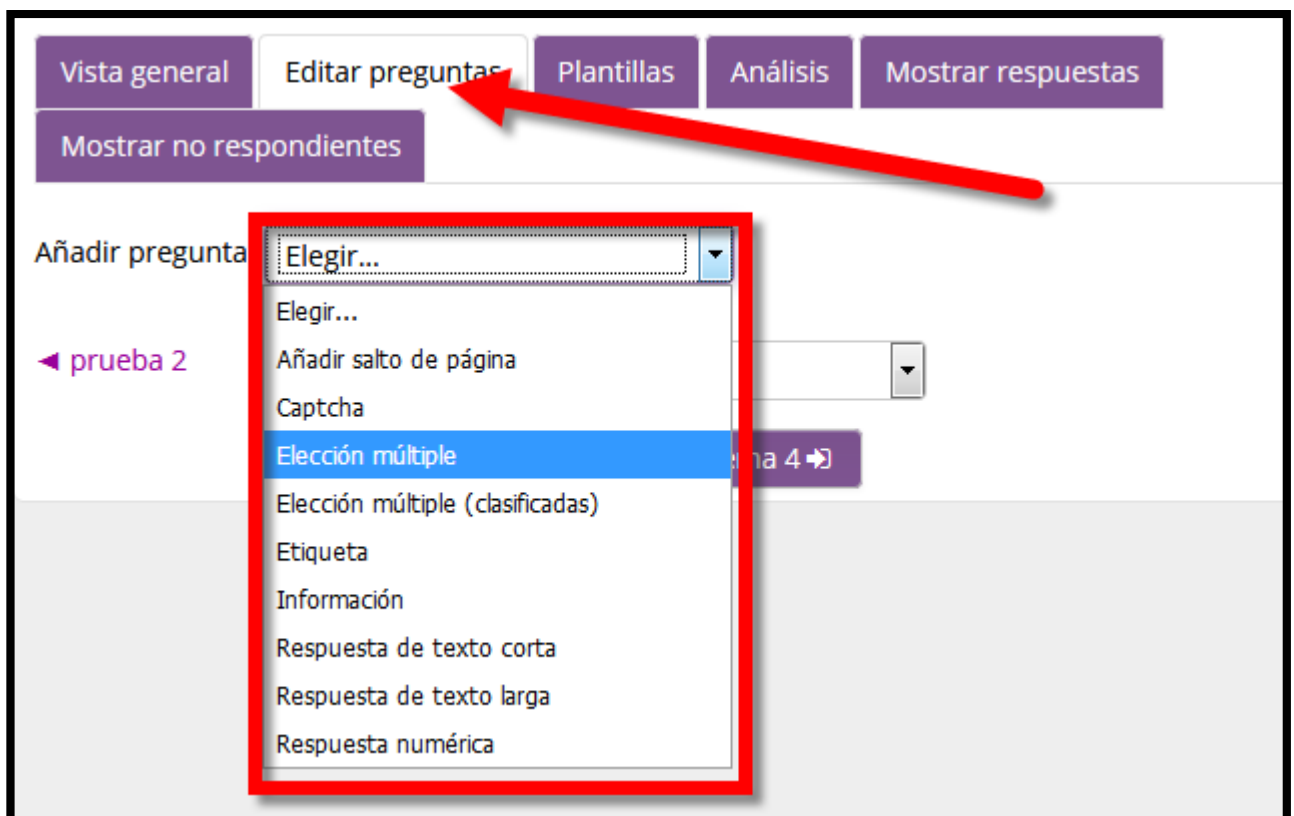 Vista general Editar preguntas Plantillas Análisis Mostrar respuestas
Mostrar no respondientes
Añadir pregunta Elegir...
Elegir...
◄ prueba 2 Añadir salto de página
Captcha
Elección múltiple 4
Elección múltiple (clasificadas)
Etiqueta
Información
Respuesta de texto corta
Respuesta de texto larga
Respuesta numérica